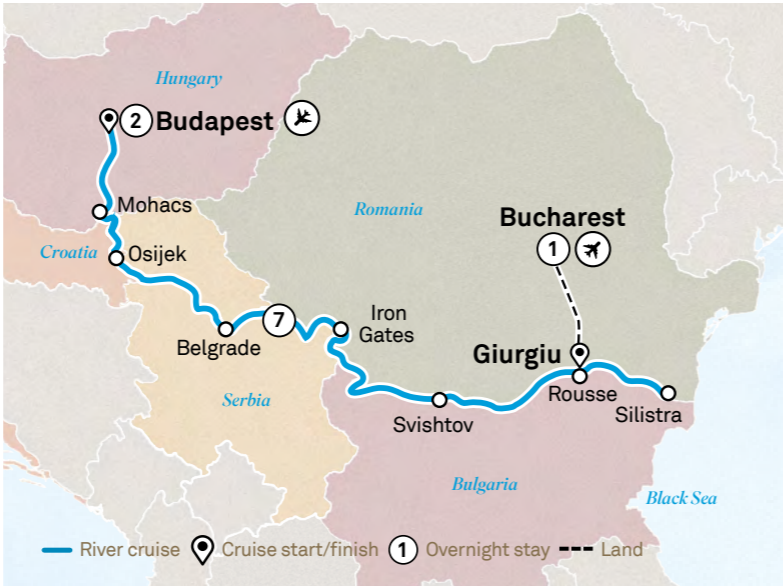 Hungary
2 Budapest
Mohacs
Croatia
Osijek
Romania
Bucharest
1
7
Iron
Gates
Belgrade
Giurgiu
Rousse
Silistra
Serbia
Svishtov
Bulgaria
Black Sea
River cruise Cruise start/finish 1 Overnight stay Land